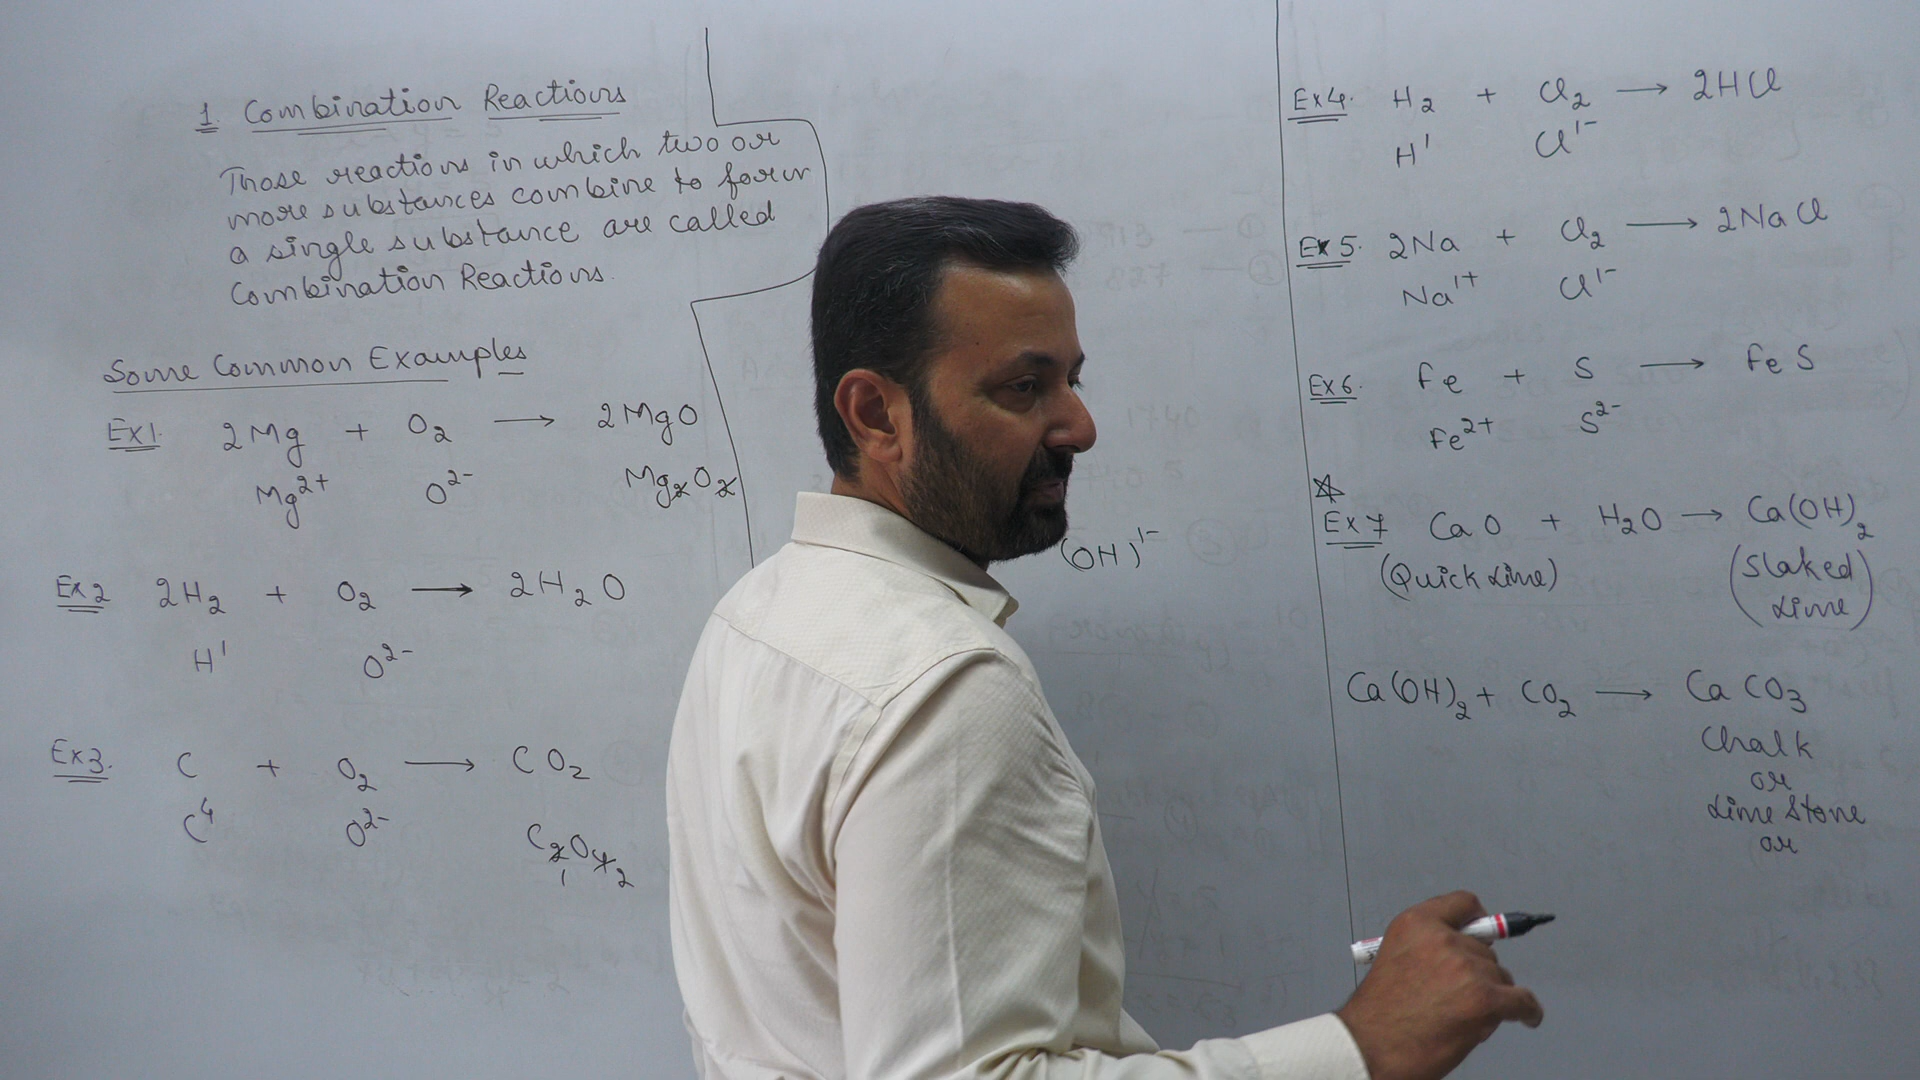 1. Combination Reactions
Those reactions in which two or
more substances combine to form
a single substance are called
Combination Reactions.
Some Common Examples
Ex1. 2Mg + O₂ → 2MgO
Mg²⁺ O²⁻ Mg₂O₂
Ex2 2H₂ + O₂ → 2H₂O
H¹ O²⁻
Ex3. C + O₂ → CO₂
C⁴ O²⁻
C₂O₄ ₂
1
(OH)¹⁻
Ex4. H₂ + Cl₂ → 2HCl
H¹ Cl¹⁻
Ex5. 2Na + Cl₂ → 2NaCl
Na¹⁺ Cl¹⁻
Ex6. Fe + S → FeS
Fe²⁺ S²⁻
Ex7 CaO + H₂O → Ca(OH)₂
(Quick Lime) (Slaked
Lime)
Ca(OH)₂ + CO₂ → CaCO₃
Chalk
or
Lime Stone
or